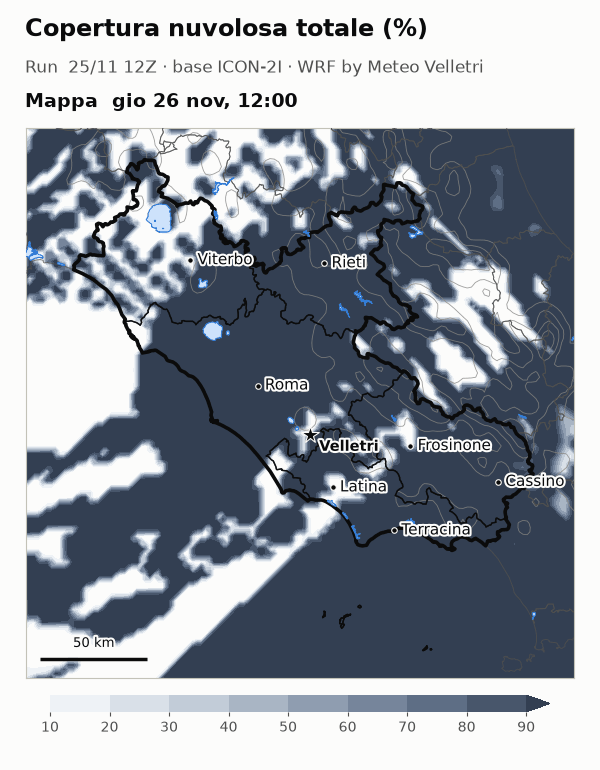 Copertura nuvolosa totale (%)
Run  25/11 12Z · base ICON-2I · WRF by Meteo Velletri
Mappa  gio 26 nov, 12:00
Viterbo
Rieti
Roma
Velletri
Frosinone
Latina
Cassino
Terracina
50 km
10 20 30 40 50 60 70 80 90